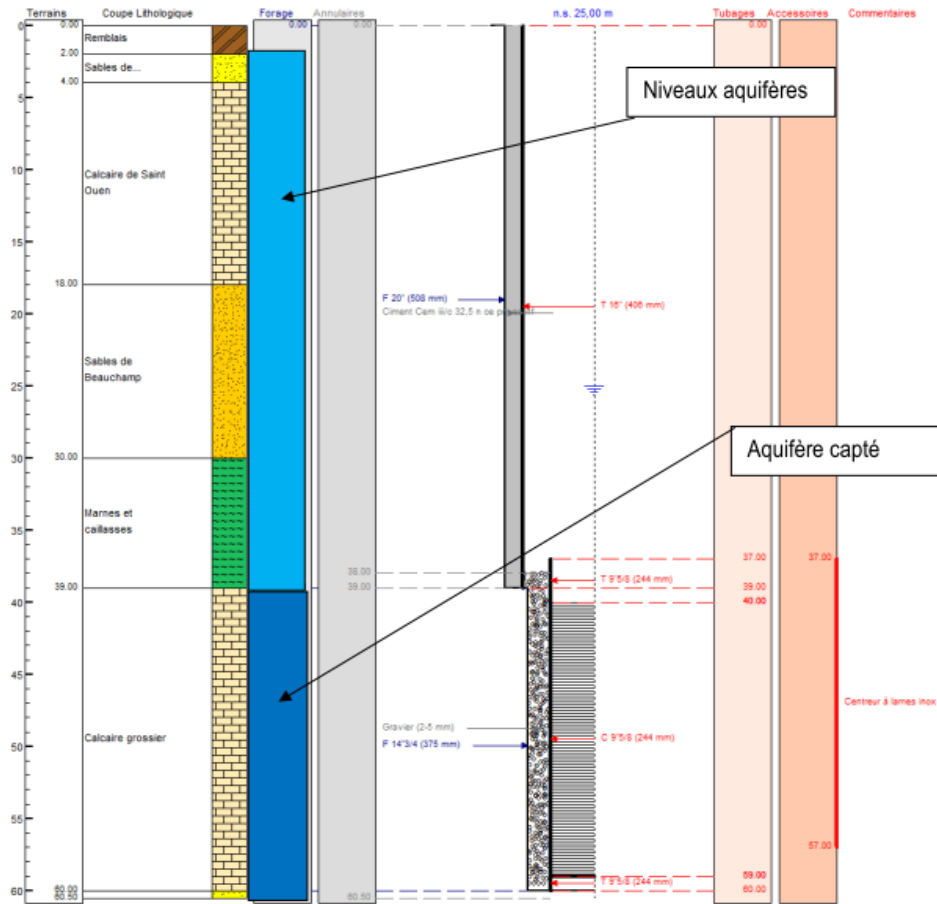 Terrains Coupe Lithologique Forage Annulaires n.s. 25,00 m Tubages Accessoires Commentaires
0 0.00 0.00 0.00 0.00
Remblais
2.00
Sables de...
4.00
5
Niveaux aquifères
10
Calcaire de Saint
Ouen
15
18.00
F 20" (508 mm) T 16" (406 mm)
20
Sables de
Beauchamp
25
30 30.00
Aquifère capté
Marnes et
caillasses
35
37.00 37.00
38.00
T 9"5/8 (244 mm)
39.00 39.00 39.00
40 40.00
45
Centreur à lames inox
Gravier (2-5 mm)
Calcaire grossier C 9"5/8 (244 mm)
50 F 14"3/4 (375 mm)
55
57.00
59.00
T 9"5/8 (244 mm)
60 60.00 60.00
60.50 60.50